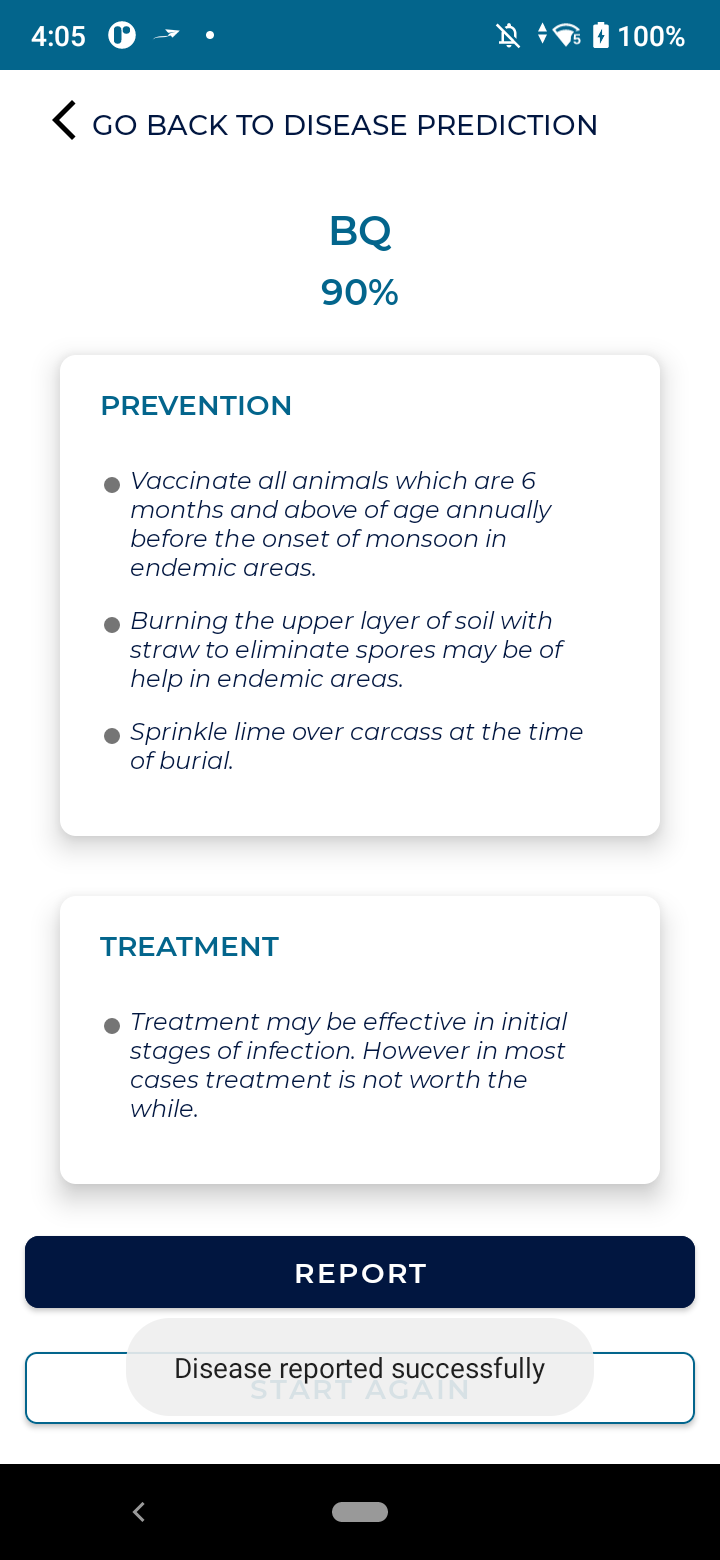 4:05
5
100%
GO BACK TO DISEASE PREDICTION
BQ
90%
PREVENTION
Vaccinate all animals which are 6
months and above of age annually
before the onset of monsoon in
endemic areas.
Burning the upper layer of soil with
straw to eliminate spores may be of
help in endemic areas.
Sprinkle lime over carcass at the time
of burial.
TREATMENT
Treatment may be effective in initial
stages of infection. However in most
cases treatment is not worth the
while.
REPORT
Disease reported successfully
START AGAIN